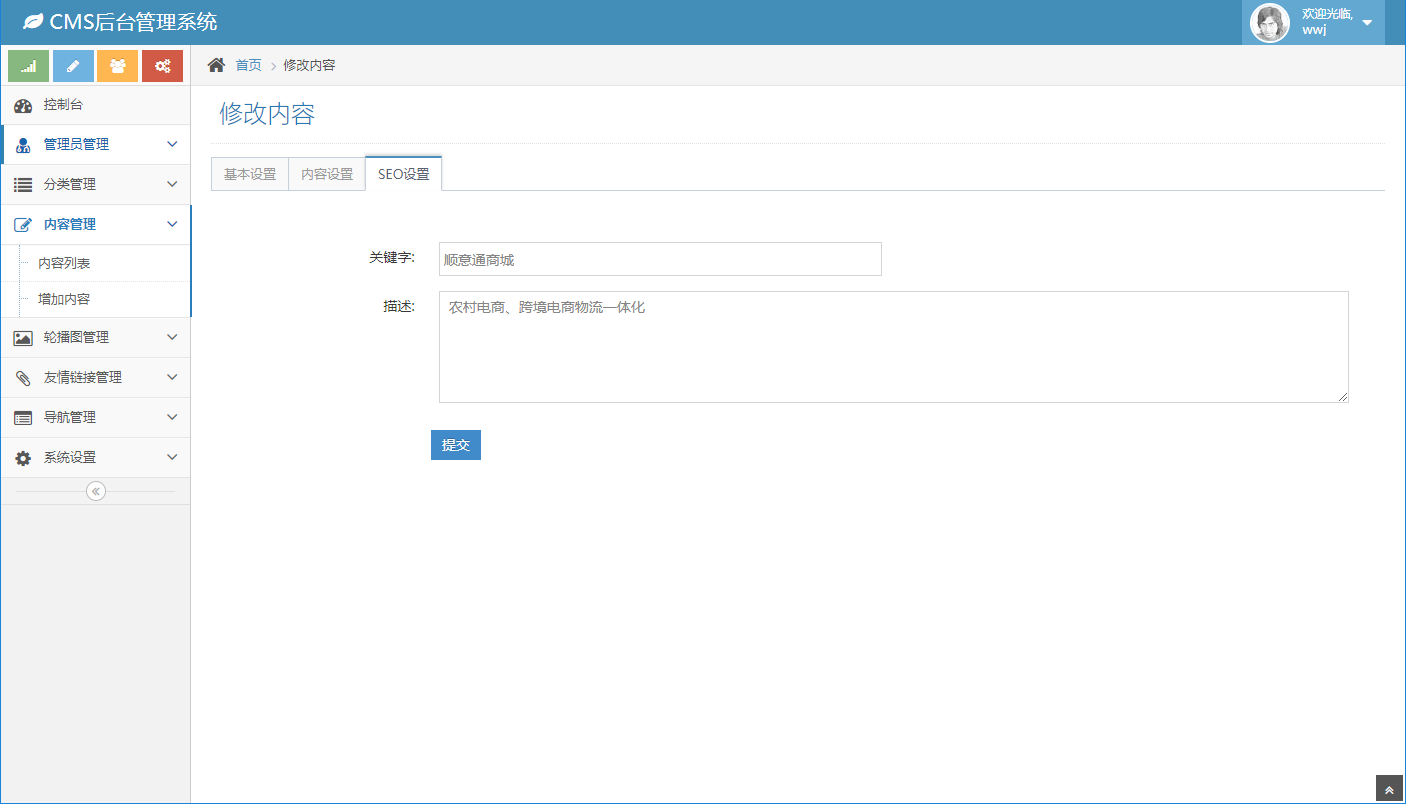 CMS后台管理系统
欢迎光临,
wwj
首页
修改内容
控制台
管理员管理
分类管理
内容管理
内容列表
增加内容
轮播图管理
友情链接管理
导航管理
系统设置
修改内容
基本设置
内容设置
SEO设置
关键字:
顺意通商城
描述:
农村电商、跨境电商物流一体化
提交